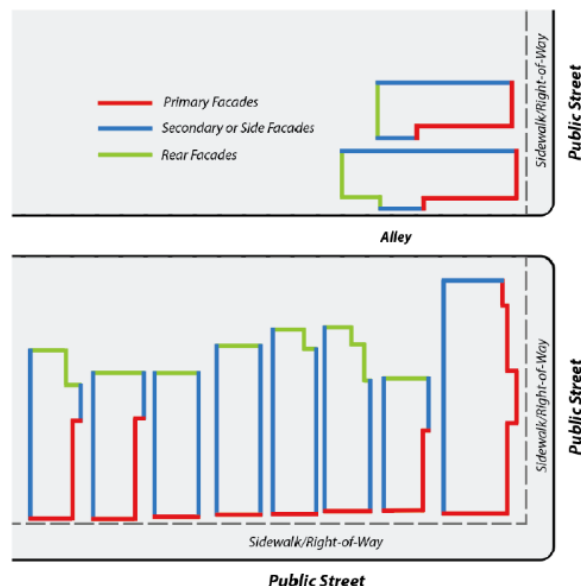 Primary Facades
Secondary or Side Facades
Rear Facades
Sidewalk/Right-of-Way
Public Street
Alley
Sidewalk/Right-of-Way
Public Street
Sidewalk/Right-of-Way
Public Street